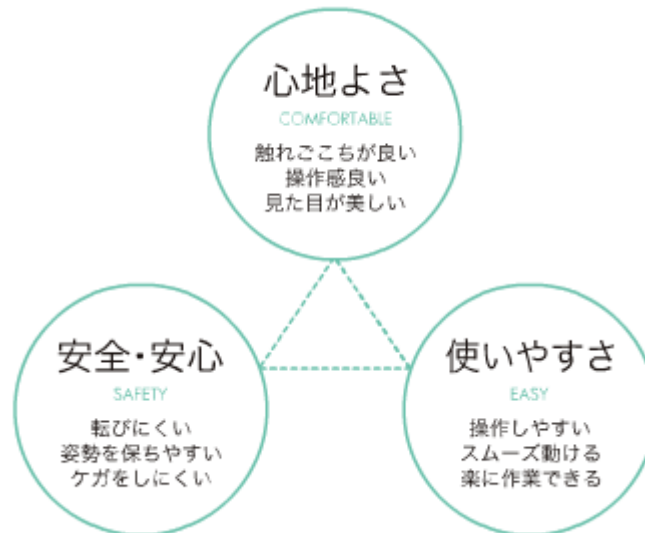 心地よさ
COMFORTABLE
触れごこちが良い
操作感良い
見た目が美しい
安全・安心
SAFETY
転びにくい
姿勢を保ちやすい
ケガをしにくい
使いやすさ
EASY
操作しやすい
スムーズ動ける
楽に作業できる